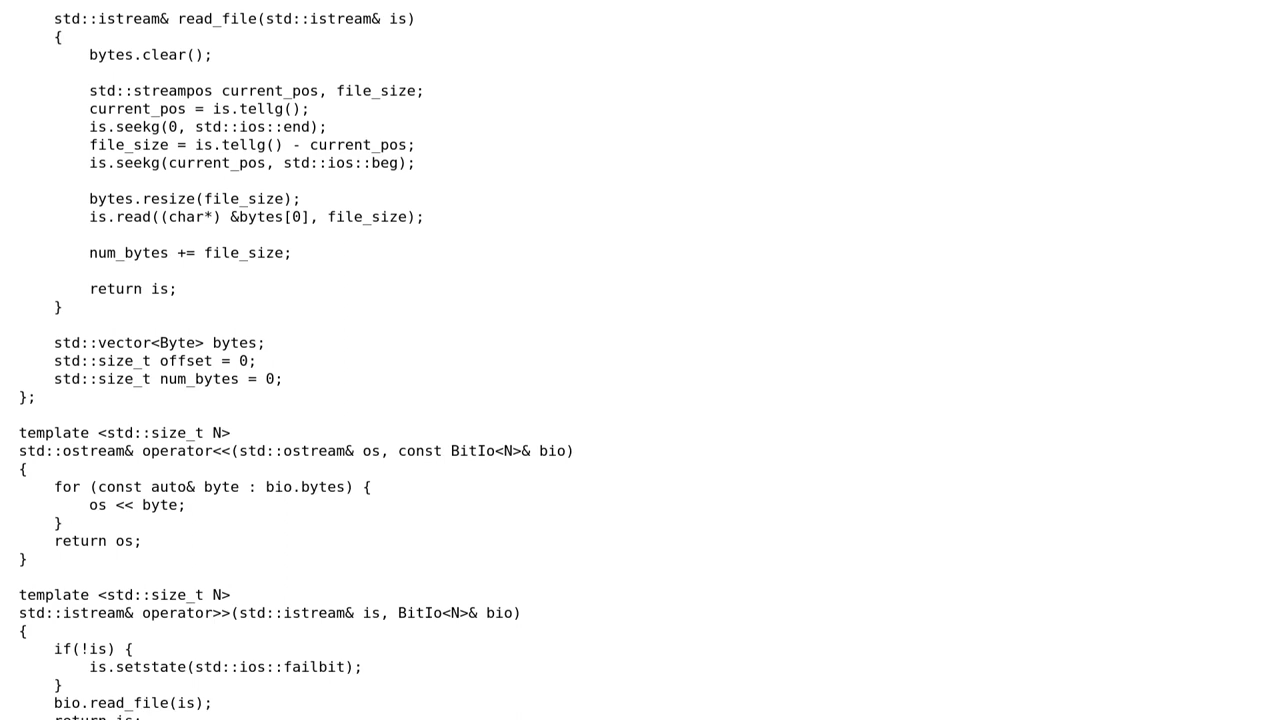 std::istream& read_file(std::istream& is)
{
bytes.clear();
std::streampos current_pos, file_size;
current_pos = is.tellg();
is.seekg(0, std::ios::end);
file_size = is.tellg() - current_pos;
is.seekg(current_pos, std::ios::beg);
bytes.resize(file_size);
is.read((char*) &bytes[0], file_size);
num_bytes += file_size;
return is;
}
std::vector<Byte> bytes;
std::size_t offset = 0;
std::size_t num_bytes = 0;
};
template <std::size_t N>
std::ostream& operator<<(std::ostream& os, const BitIo<N>& bio)
{
for (const auto& byte : bio.bytes) {
os << byte;
}
return os;
}
template <std::size_t N>
std::istream& operator>>(std::istream& is, BitIo<N>& bio)
{
if(!is) {
is.setstate(std::ios::failbit);
}
bio.read_file(is);
return is;